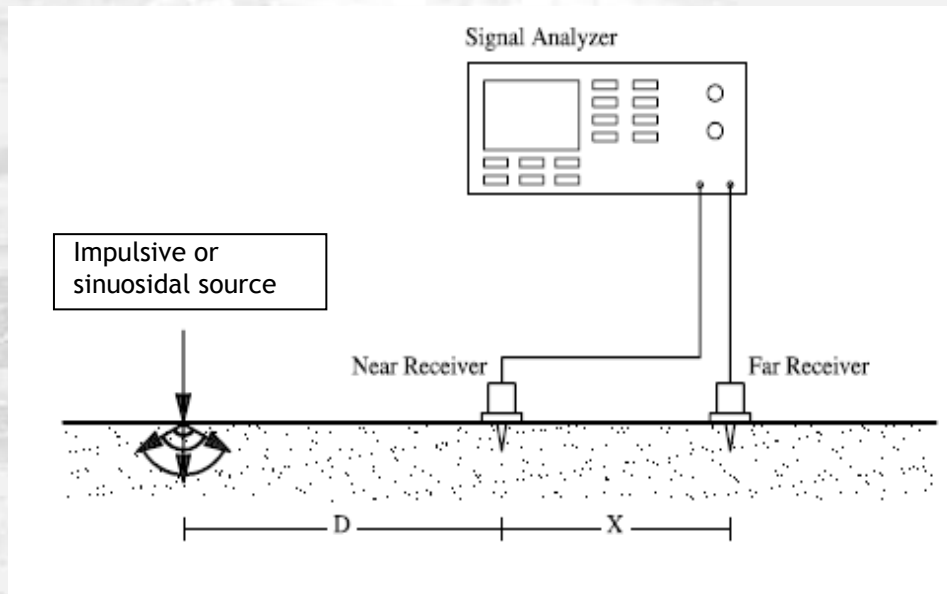 Signal Analyzer
Impulsive or
sinuosidal source
Near Receiver
Far Receiver
D
X